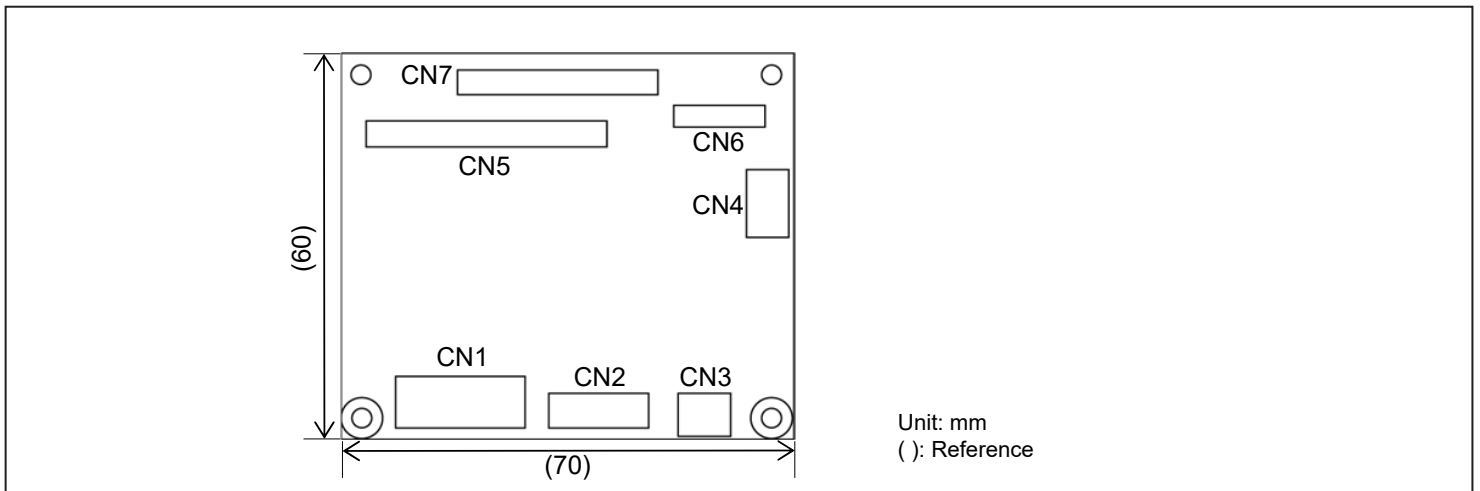 CN7
CN6
CN5
CN4
(60)
CN1
CN2
CN3
(70)
Unit: mm
( ): Reference